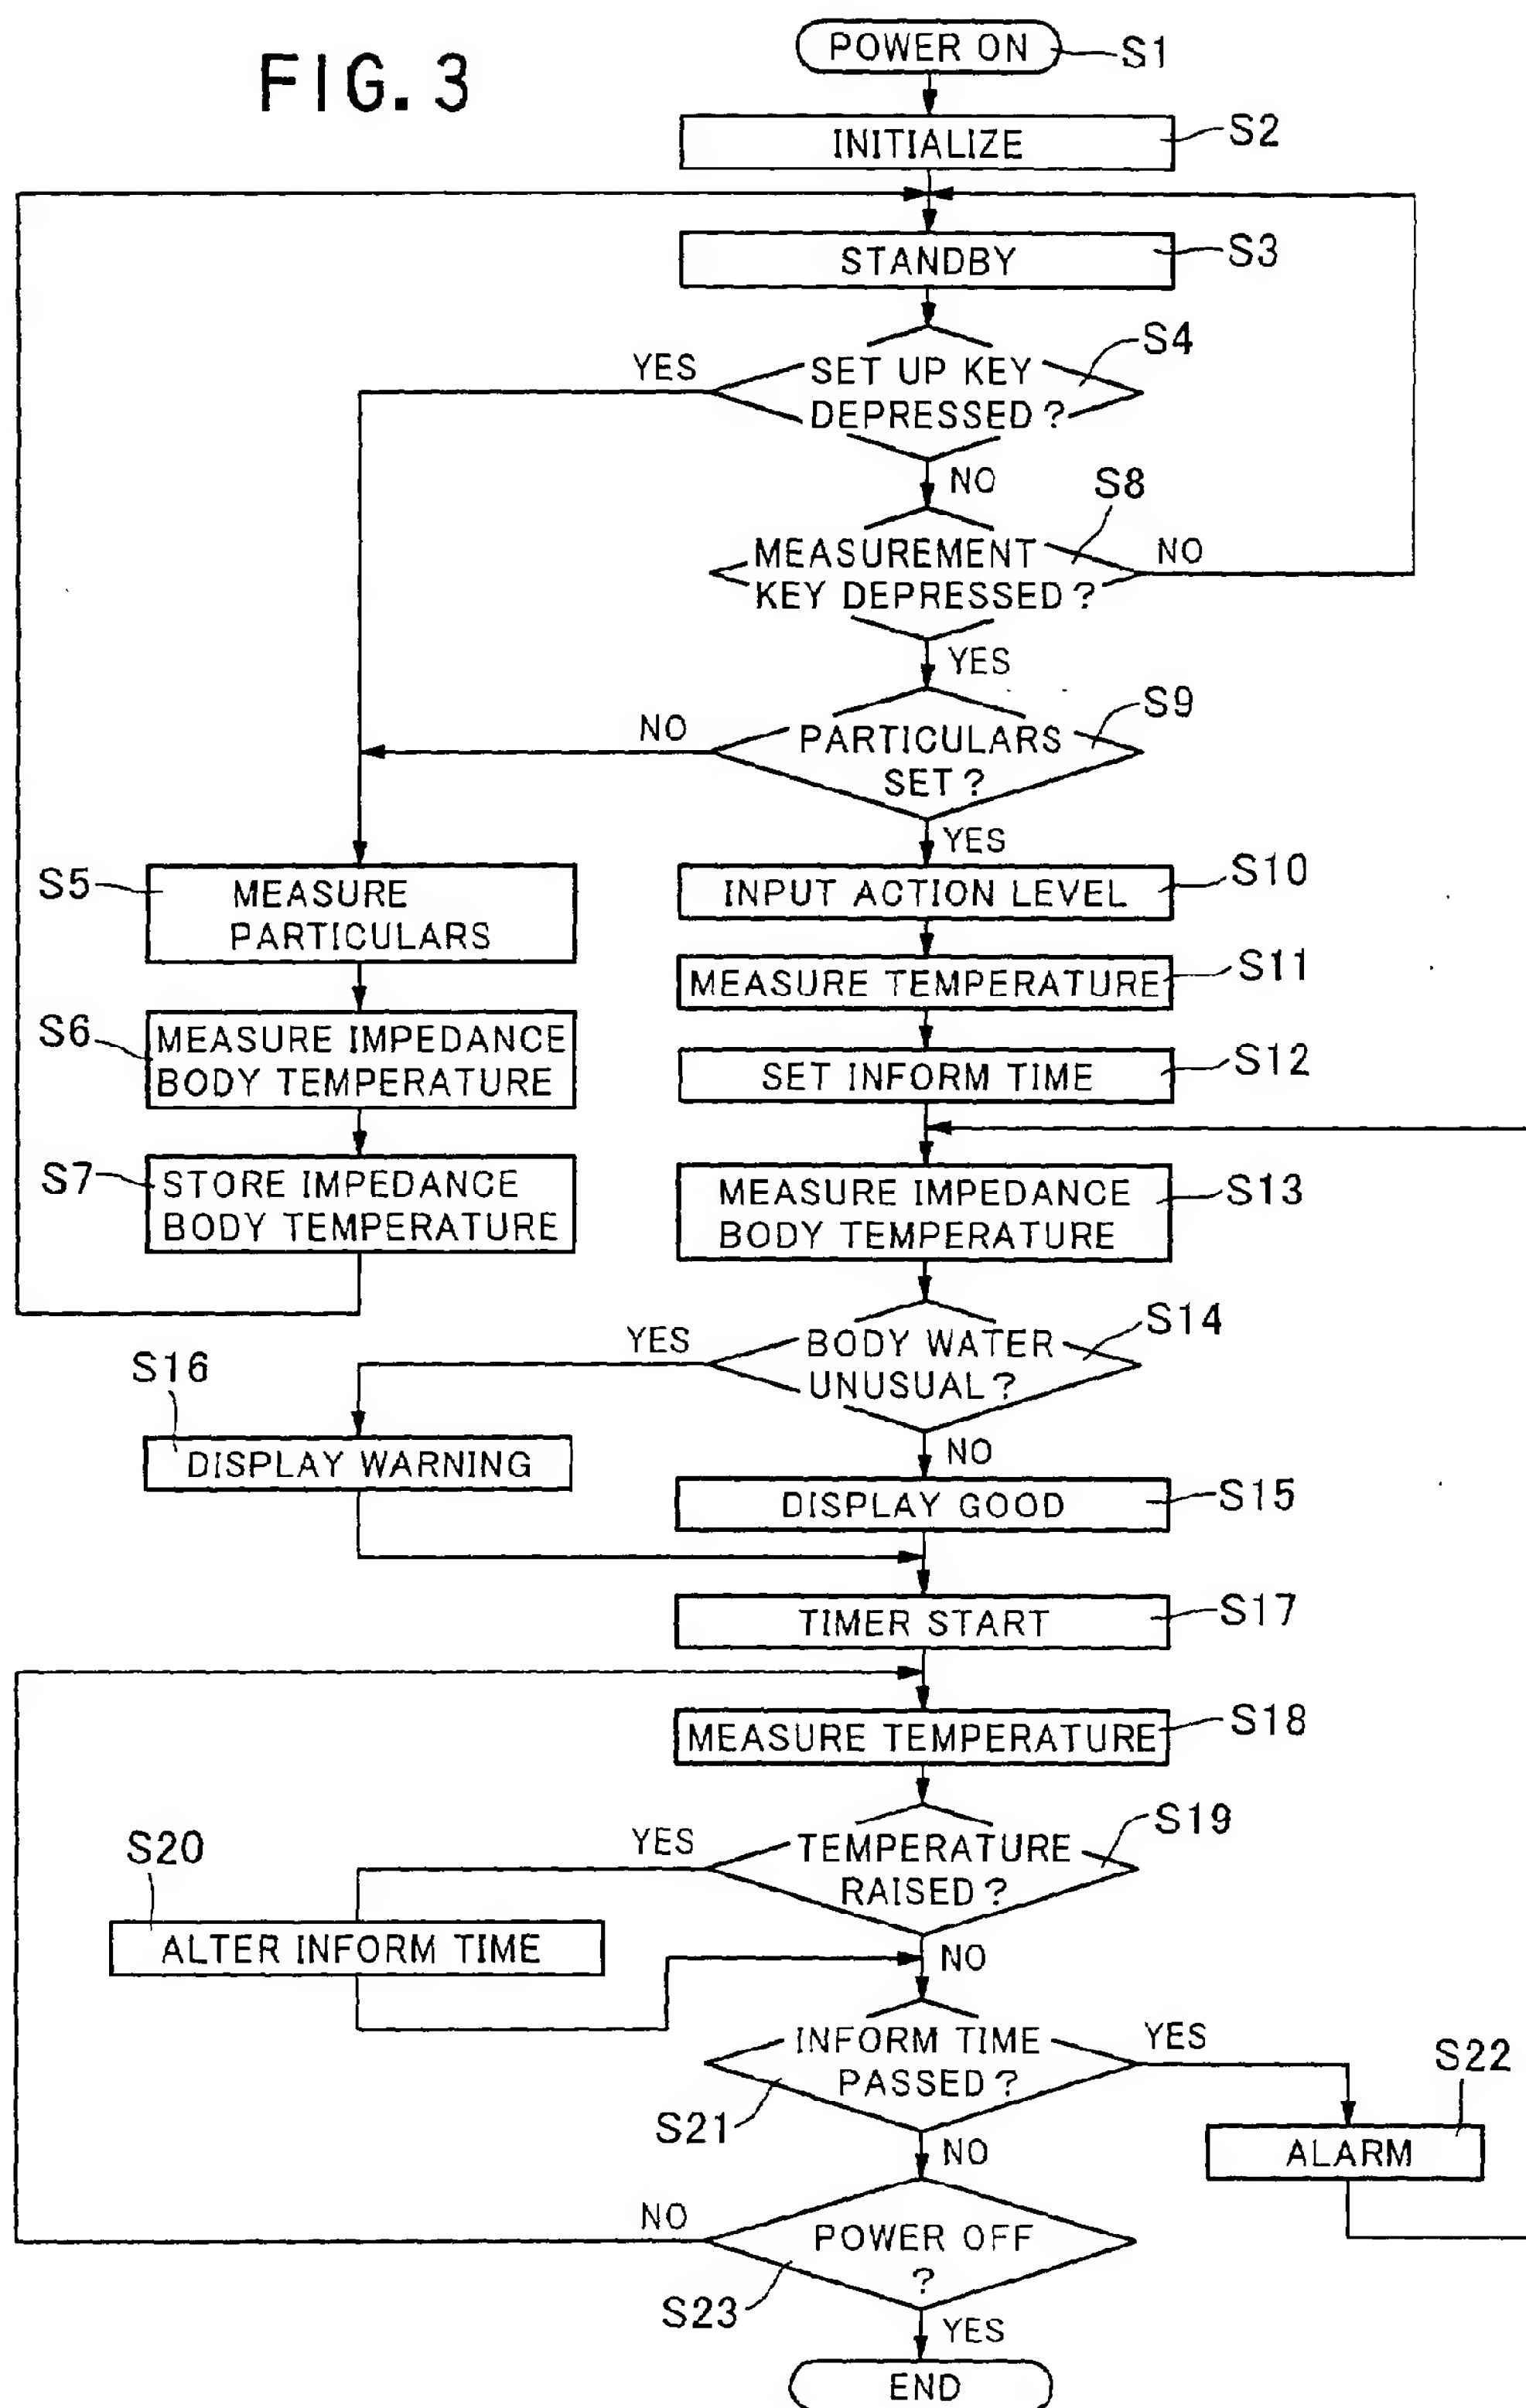 FIG. 3
POWER ON
S1
INITIALIZE
S2
STANDBY
S3
SET UP KEY
DEPRESSED?
S4
YES
NO
MEASUREMENT
KEY DEPRESSED?
S8
NO
YES
PARTICULARS
SET?
S9
NO
YES
S5
MEASURE
PARTICULARS
INPUT ACTION LEVEL
S10
MEASURE TEMPERATURE
S11
S6
MEASURE IMPEDANCE
BODY TEMPERATURE
SET INFORM TIME
S12
S7
STORE IMPEDANCE
BODY TEMPERATURE
MEASURE IMPEDANCE
BODY TEMPERATURE
S13
BODY WATER
UNUSUAL?
S14
YES
NO
S16
DISPLAY WARNING
DISPLAY GOOD
S15
TIMER START
S17
MEASURE TEMPERATURE
S18
TEMPERATURE
RAISED?
S19
YES
NO
S20
ALTER INFORM TIME
INFORM TIME
PASSED?
S21
YES
NO
S22
ALARM
POWER OFF
?
S23
NO
YES
END